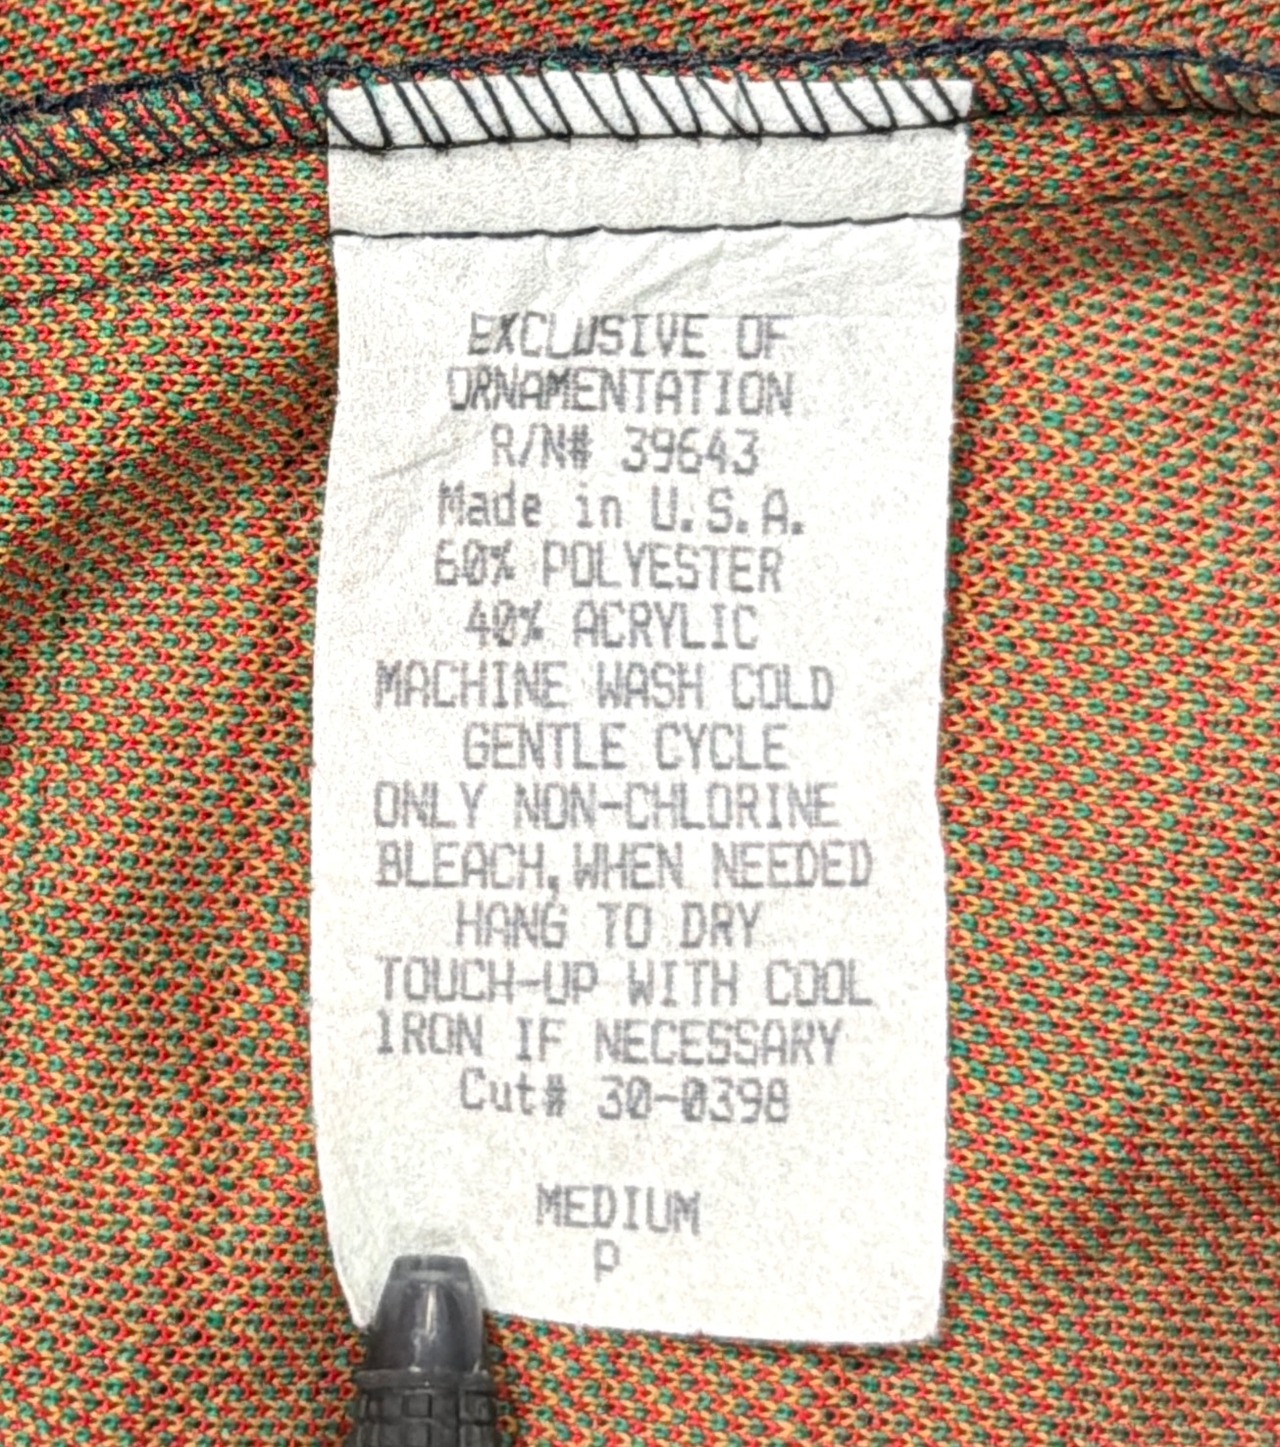 EXCLUSIVE OF
ORNAMENTATION
R/N# 39643
Made in U.S.A.
60% POLYESTER
40% ACRYLIC
MACHINE WASH COLD
GENTLE CYCLE
ONLY NON-CHLORINE
BLEACH,WHEN NEEDED
HANG TO DRY
TOUCH-UP WITH COOL
IRON IF NECESSARY
Cut# 30-0398
MEDIUM
P